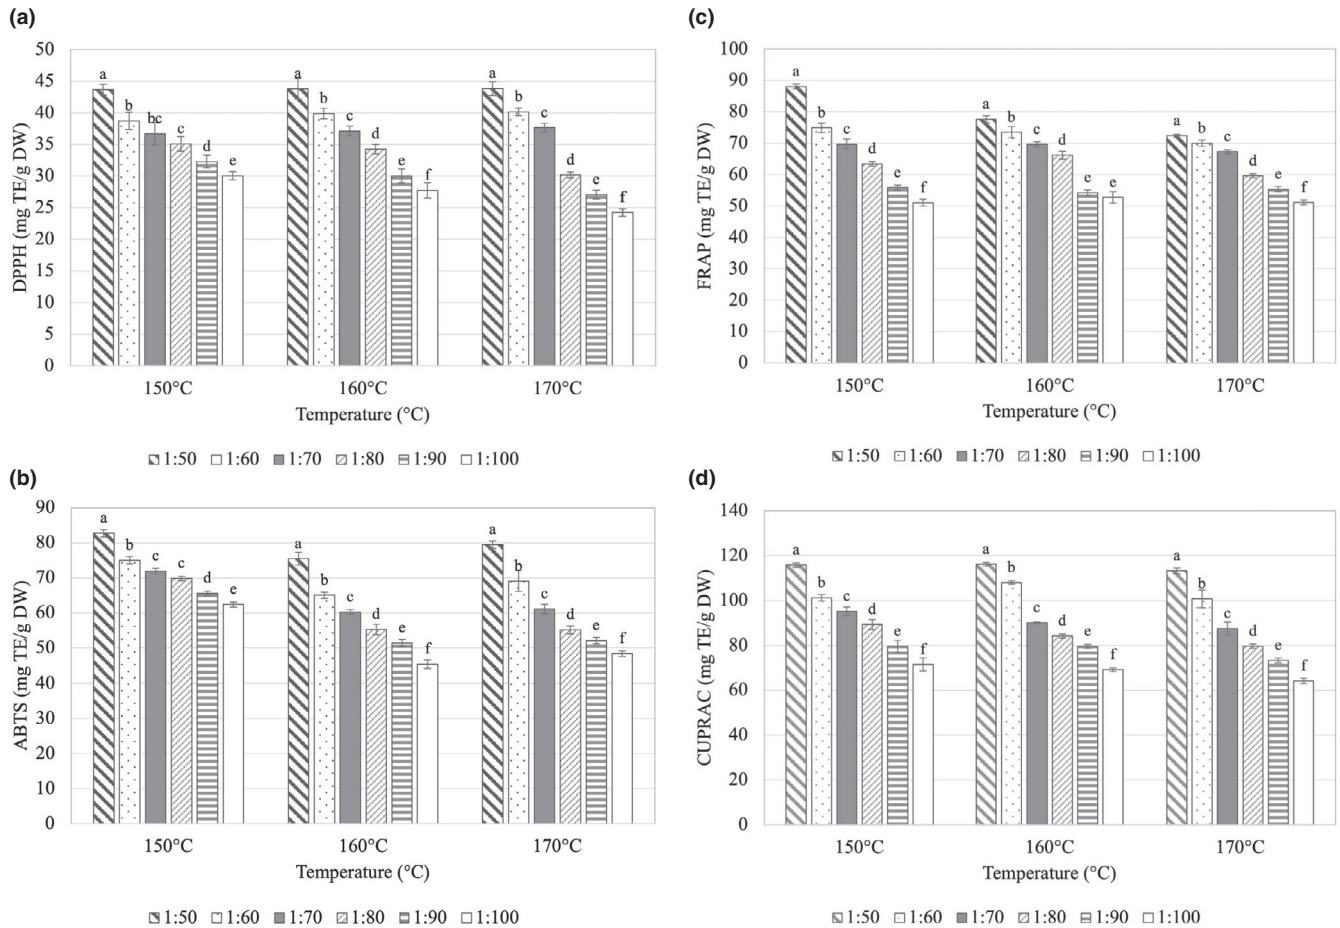 (a)
50
45
40
35
30
25
20
15
10
5
0
DPPH (mg TE/g DW)
a
b
bc
c
d
e
a
b
c
d
e
f
a
b
c
d
e
f
150°C
160°C
170°C
Temperature (°C)
1:50 1:60 1:70 1:80 1:90 1:100
(c)
100
90
80
70
60
50
40
30
20
10
0
FRAP (mg TE/g DW)
a
b
c
d
e
f
a
b
c
d
e
e
a
b
c
d
e
f
150°C
160°C
170°C
Temperature (°C)
1:50 1:60 1:70 1:80 1:90 1:100
(b)
90
80
70
60
50
40
30
20
10
0
ABTS (mg TE/g DW)
a
b
c
c
d
e
a
b
c
d
e
f
a
b
c
d
e
f
150°C
160°C
170°C
Temperature (°C)
1:50 1:60 1:70 1:80 1:90 1:100
(d)
140
120
100
80
60
40
20
0
CUPRAC (mg TE/g DW)
a
b
c
d
e
f
a
b
c
d
e
f
a
b
c
d
e
f
150°C
160°C
170°C
Temperature (°C)
1:50 1:60 1:70 1:80 1:90 1:100